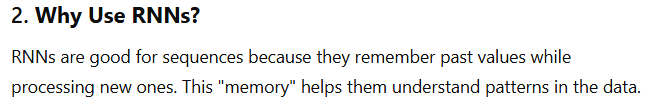 2. Why Use RNNs?
RNNs are good for sequences because they remember past values while
processing new ones. This "memory" helps them understand patterns in the data.